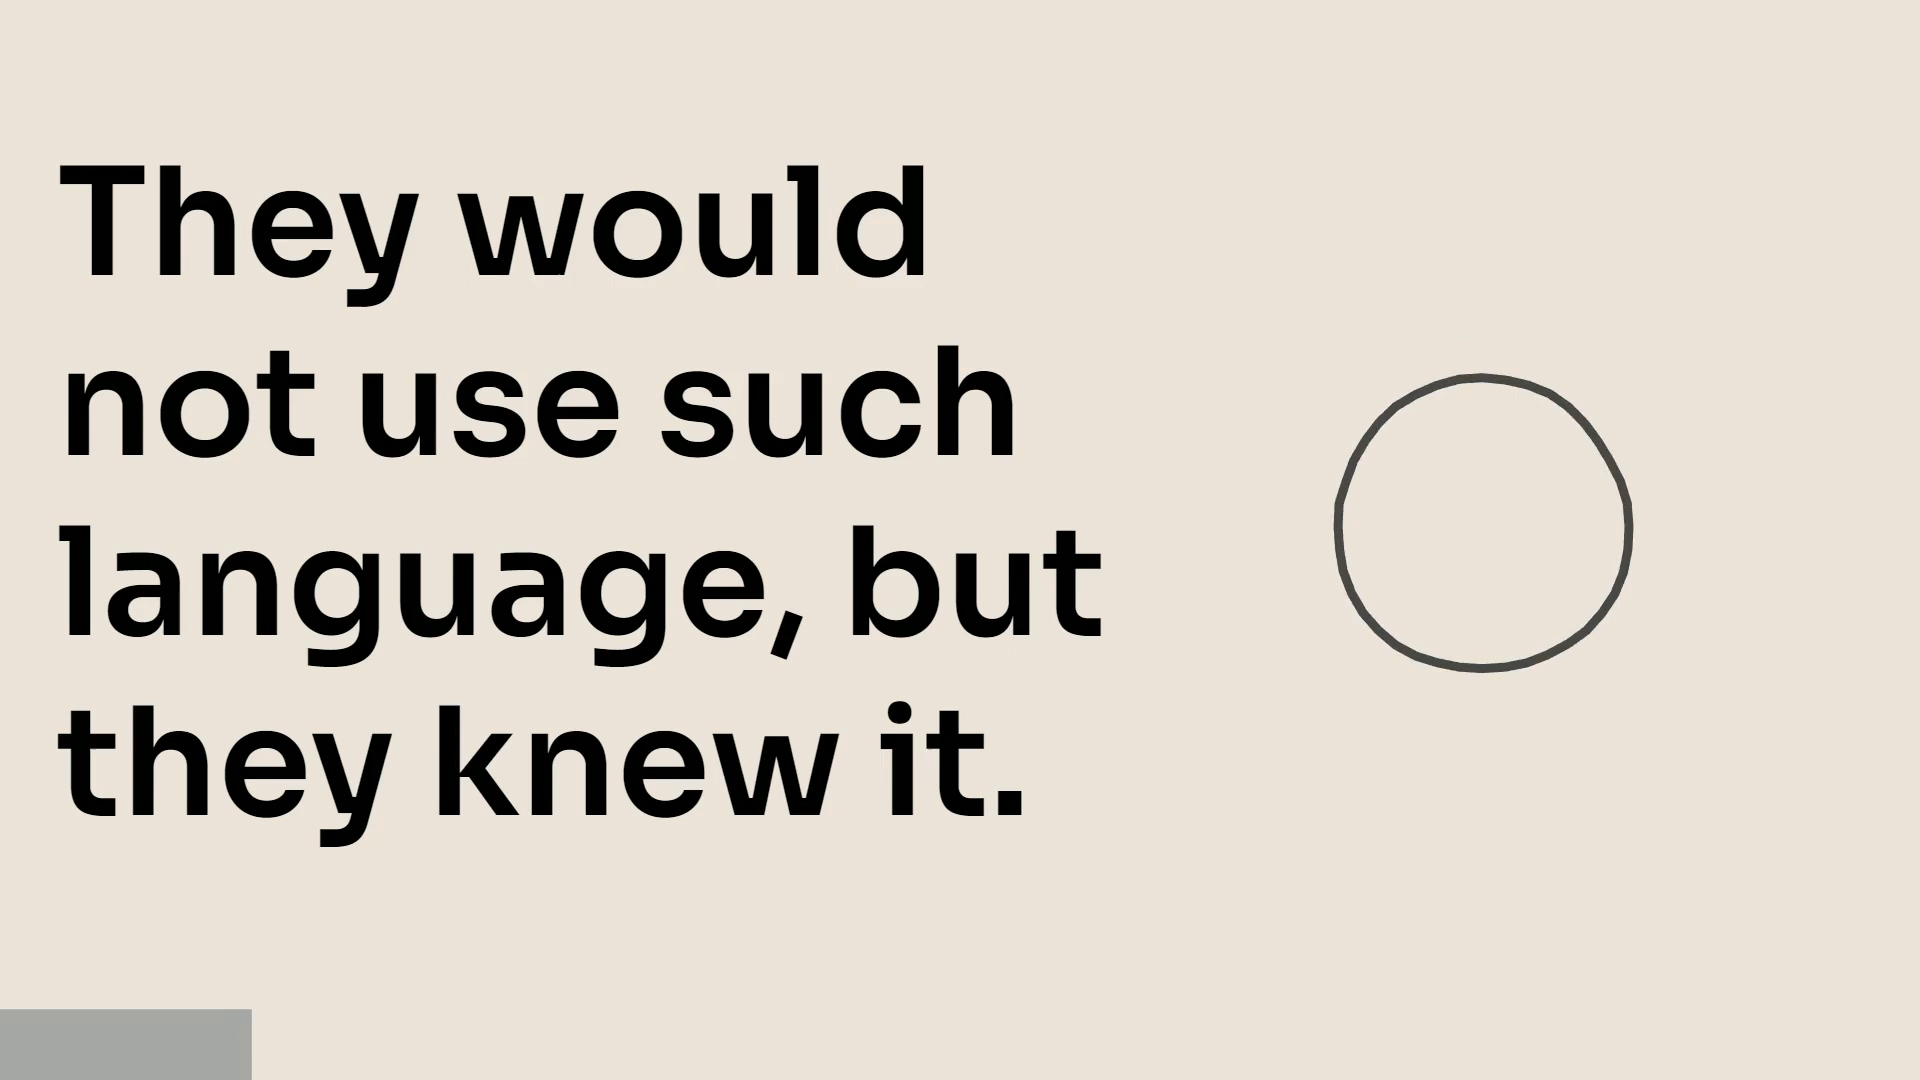 They would
not use such
language, but
they knew it.